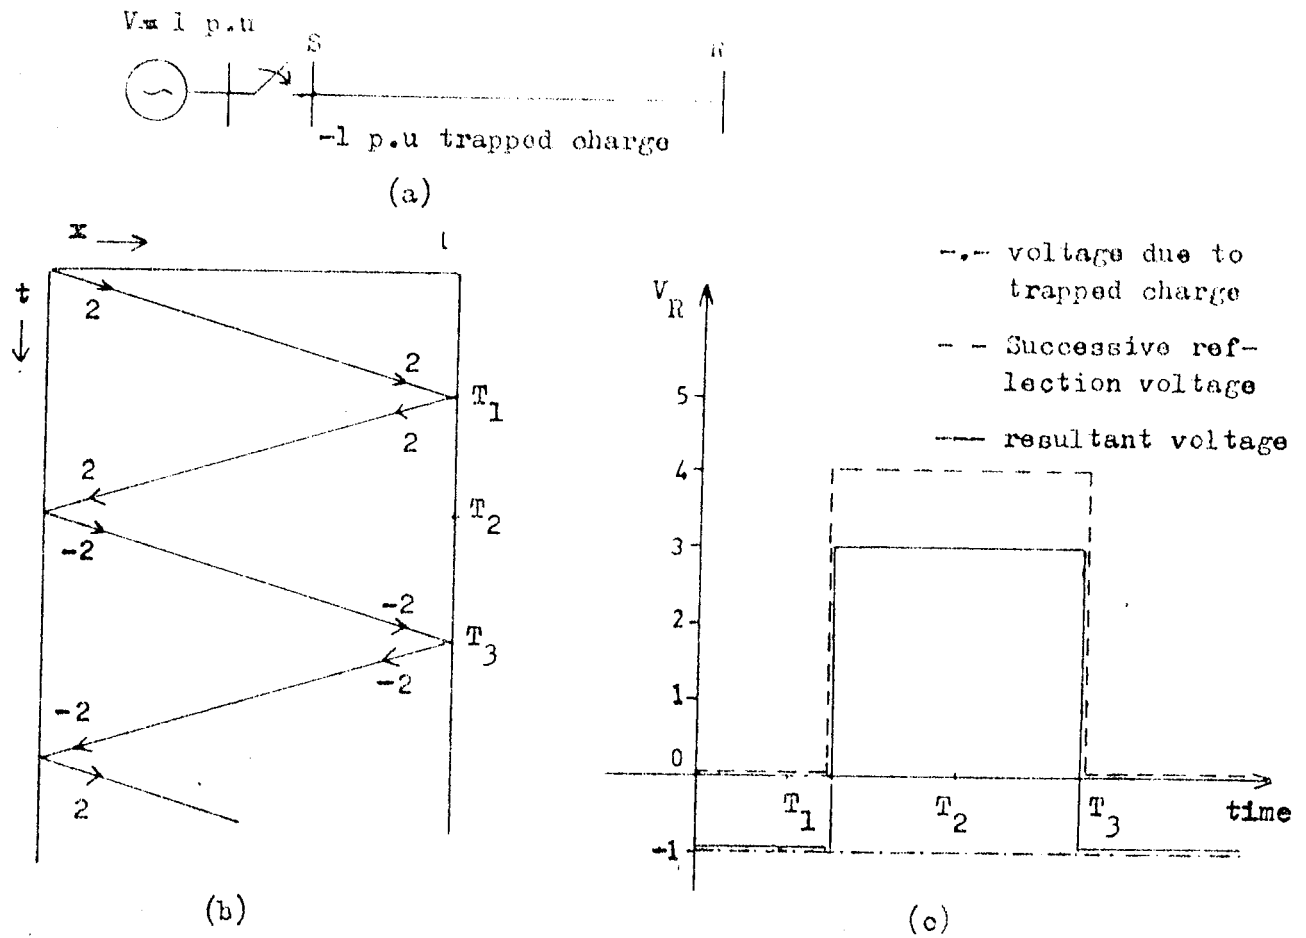 V= 1 p.u
S
R
-1 p.u trapped charge
(a)
x
l
t
2
2
T1
2
2
T2
-2
-2
T3
-2
-2
2
(b)
-.- voltage due to
trapped charge
- - Successive ref-
lection voltage
— resultant voltage
VR
5
4
3
2
1
0
-1
T1
T2
T3
time
(c)